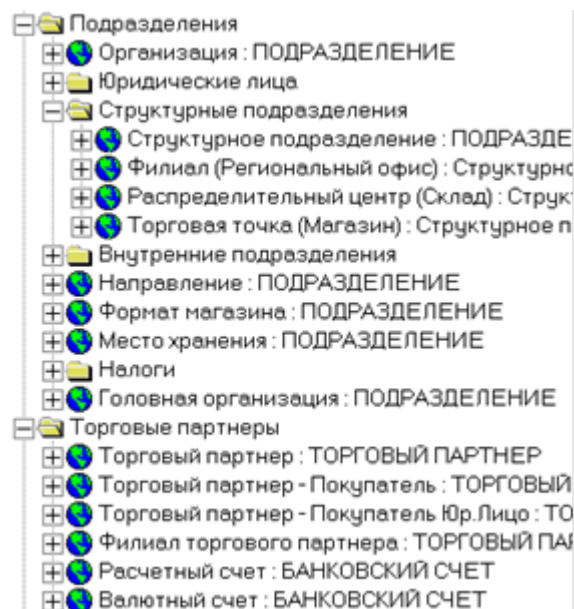 Подразделения
Организация : ПОДРАЗДЕЛЕНИЕ
Юридические лица
Структурные подразделения
Структурное подразделение : ПОДРАЗДЕ
Филиал (Региональный офис) : Структурно
Распределительный центр (Склад) : Струк
Торговая точка (Магазин) : Структурное п
Внутренние подразделения
Направление : ПОДРАЗДЕЛЕНИЕ
Формат магазина : ПОДРАЗДЕЛЕНИЕ
Место хранения : ПОДРАЗДЕЛЕНИЕ
Налоги
Головная организация : ПОДРАЗДЕЛЕНИЕ
Торговые партнеры
Торговый партнер : ТОРГОВЫЙ ПАРТНЕР
Торговый партнер - Покупатель : ТОРГОВЫЙ
Торговый партнер - Покупатель Юр.Лицо : ТО
Филиал торгового партнера : ТОРГОВЫЙ ПАР
Расчетный счет : БАНКОВСКИЙ СЧЕТ
Валютный счет : БАНКОВСКИЙ СЧЕТ